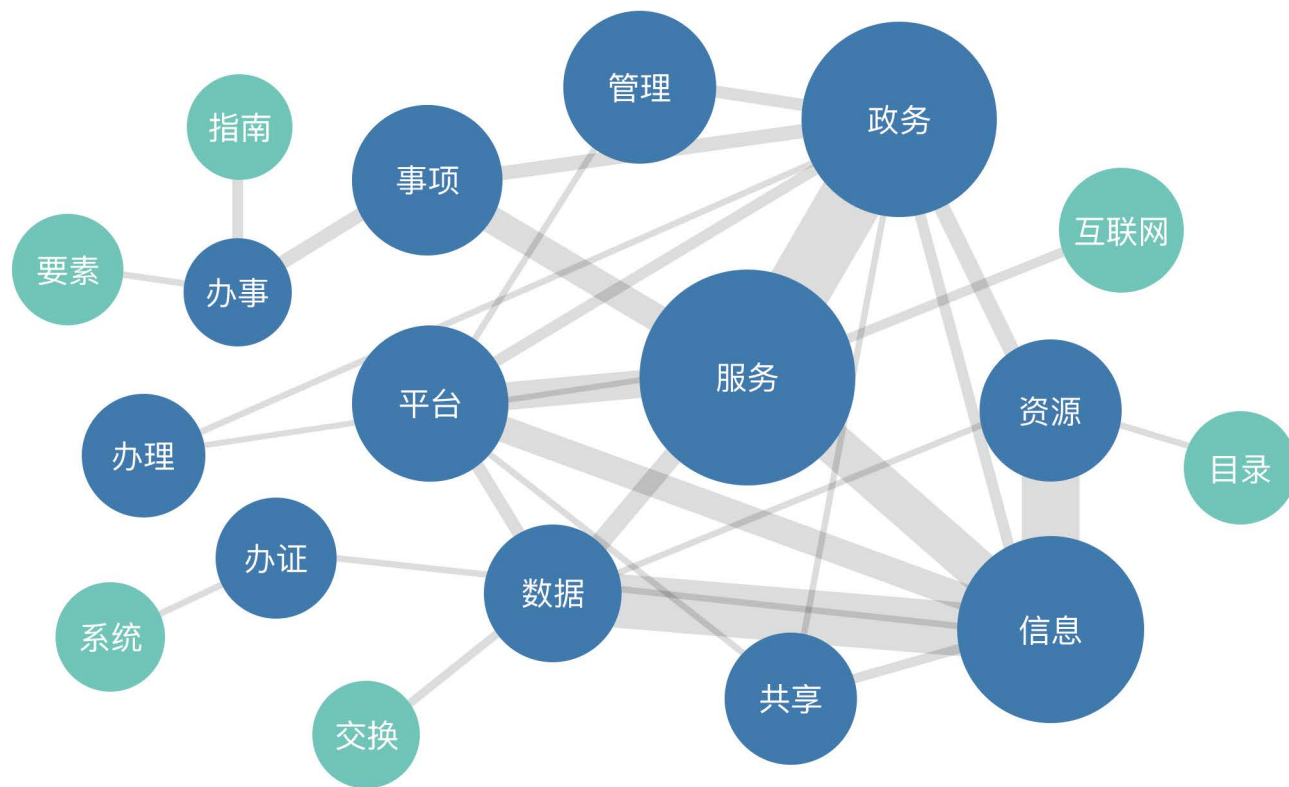 管理
政务
指南
事项
互联网
要素
办事
服务
平台
资源
办理
目录
办证
数据
信息
系统
共享
交换